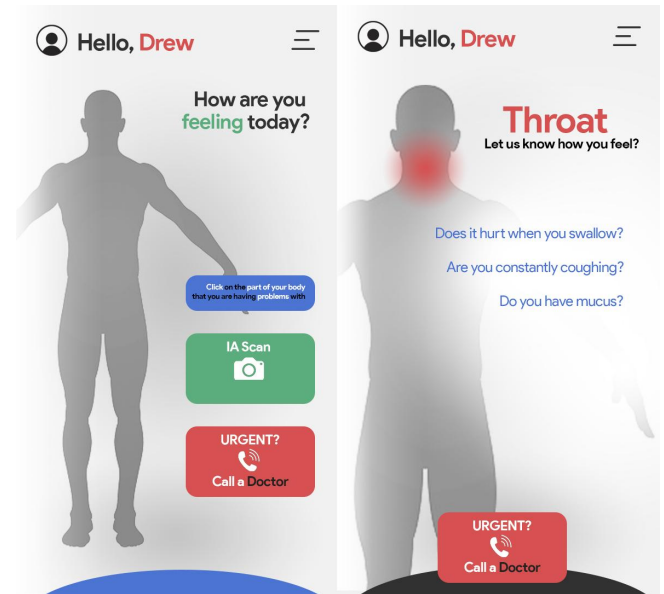 Hello, Drew
How are you
feeling today?
Click on the part of your body
that you are having problems with
IA Scan
URGENT?
Call a Doctor
Hello, Drew
Throat
Let us know how you feel?
Does it hurt when you swallow?
Are you constantly coughing?
Do you have mucus?
URGENT?
Call a Doctor